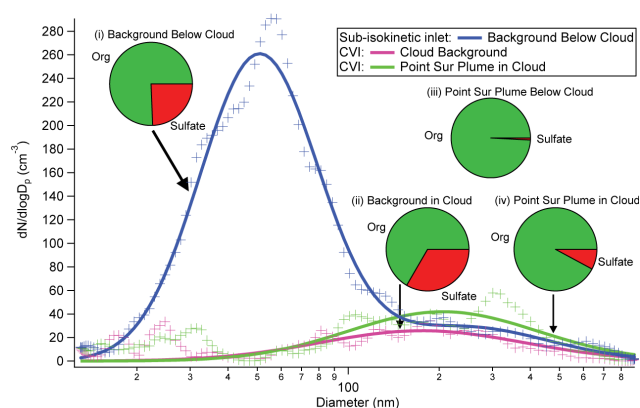 (i) Background Below Cloud
Org
Sulfate
Sub-isokinetic inlet: Background Below Cloud
CVI: Cloud Background
CVI: Point Sur Plume in Cloud
(iii) Point Sur Plume Below Cloud
Org
Sulfate
(ii) Background in Cloud
Org
Sulfate
(iv) Point Sur Plume in Cloud
Org
Sulfate
dN/dlogDp (cm-3)
280
260
240
220
200
180
160
140
120
100
80
60
40
20
0
2 3 4 5 6 7 8 9 100 2 3 4 5 6 7 8
Diameter (nm)